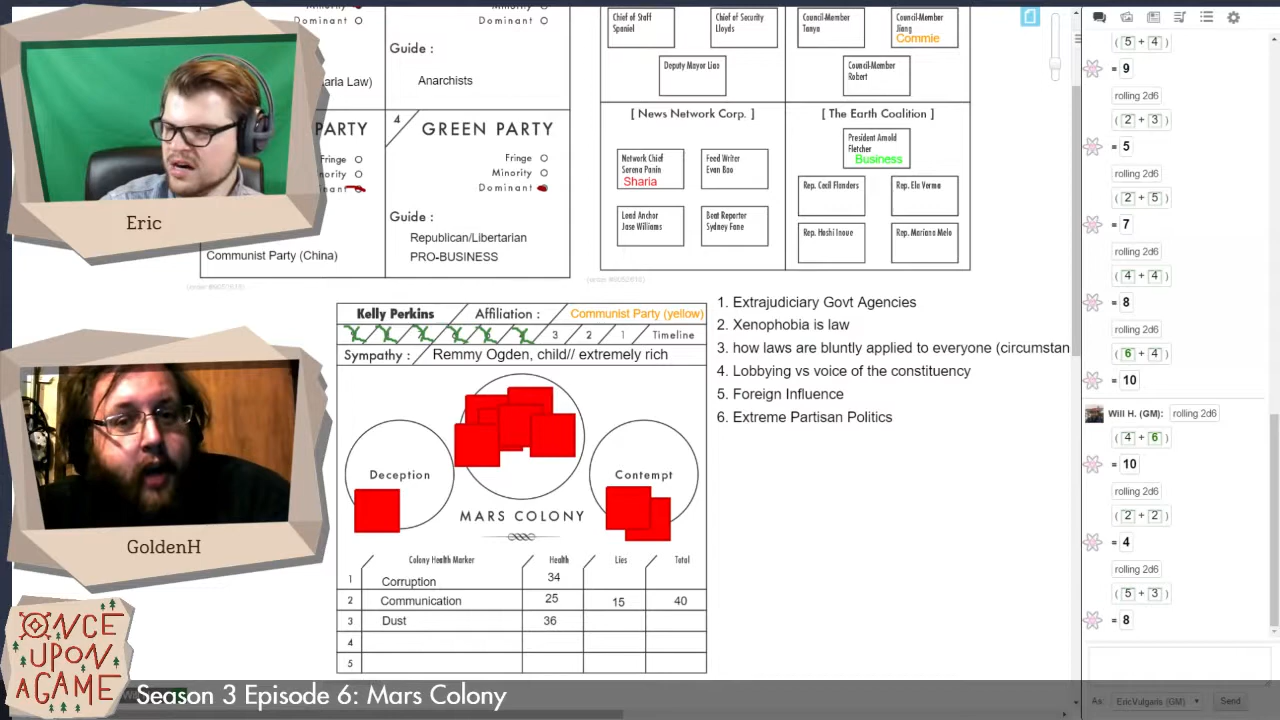 Dominant
Dominant
Guide :
aria Law)
Anarchists
PARTY
4
GREEN PARTY
Fringe
Fringe
nority
Minority
nant
Dominant
Guide :
Republican/Libertarian
Communist Party (China)
PRO-BUSINESS
Chief of Staff
Spaniel
Chief of Security
Lloyds
Deputy Mayor Liao
Council-Member
Tanya
Council-Member
Jiang
Commie
Council-Member
Robert
[ News Network Corp. ]
[ The Earth Coalition ]
Network Chief
Serena Panin
Sharia
Feed Writer
Evan Bao
Lead Anchor
Jase Williams
Beat Reporter
Sydney Fane
President Arnold
Fletcher
Business
Rep. Cecil Flanders
Rep. Ela Verma
Rep. Hoshi Inoue
Rep. Mariana Melo
Eric
GoldenH
Kelly Perkins
Affiliation :
Communist Party (yellow)
3
2
1
Timeline
Sympathy :
Remmy Ogden, child// extremely rich
Deception
Contempt
MARS COLONY
Colony Health Marker
Health
Lies
Total
1
Corruption
34
2
Communication
25
15
40
3
Dust
36
4
5
1. Extrajudiciary Govt Agencies
2. Xenophobia is law
3. how laws are bluntly applied to everyone (circumstan
4. Lobbying vs voice of the constituency
5. Foreign Influence
6. Extreme Partisan Politics
( 5 + 4 )
= 9
rolling 2d6
( 2 + 3 )
= 5
rolling 2d6
( 2 + 5 )
= 7
rolling 2d6
( 4 + 4 )
= 8
rolling 2d6
( 6 + 4 )
= 10
Will H. (GM): rolling 2d6
( 4 + 6 )
= 10
rolling 2d6
( 2 + 2 )
= 4
rolling 2d6
( 5 + 3 )
= 8
As:
EricVulgaris (GM)
Send
ONCE
UPON
A GAME
Season 3 Episode 6: Mars Colony